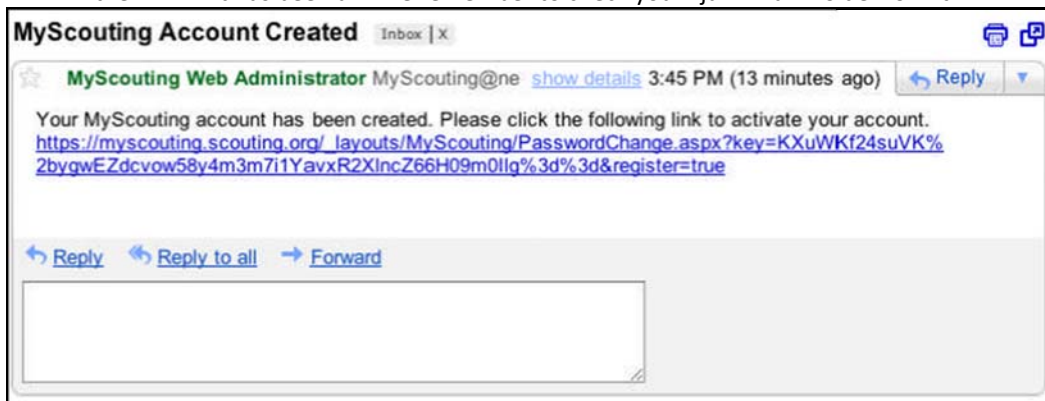 MyScouting Account Created Inbox | X
MyScouting Web Administrator MyScouting@ne show details 3:45 PM (13 minutes ago) Reply
Your MyScouting account has been created. Please click the following link to activate your account.
https://myscouting.scouting.org/_layouts/MyScouting/PasswordChange.aspx?key=KXuWKf24suVK%
2bygwEZdcvow58y4m3m7i1YavxR2XIncZ66H09m0IIg%3d%3d&register=true
Reply Reply to all Forward